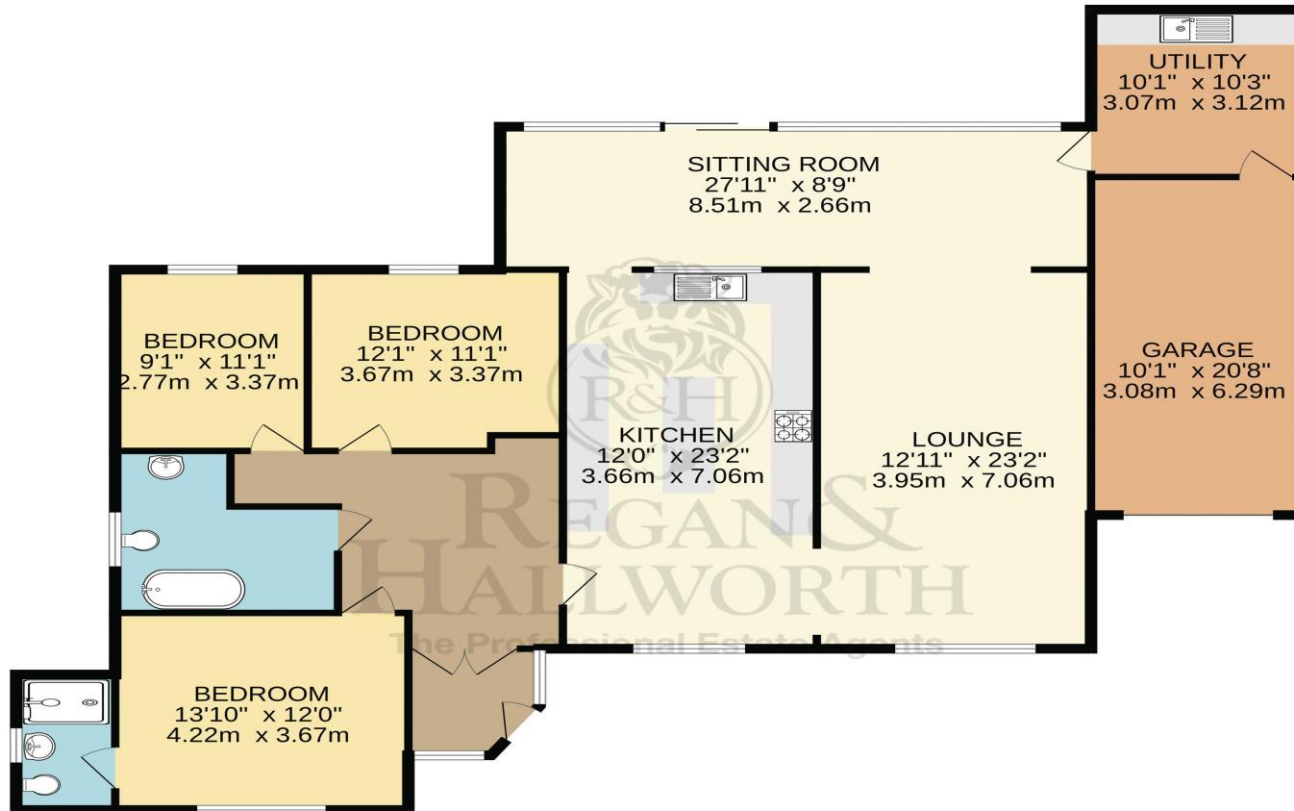 UTILITY
10'1" x 10'3"
3.07m x 3.12m
SITTING ROOM
27'11" x 8'9"
8.51m x 2.66m
BEDROOM
9'1" x 11'1"
2.77m x 3.37m
BEDROOM
12'1" x 11'1"
3.67m x 3.37m
GARAGE
10'1" x 20'8"
3.08m x 6.29m
R&H
KITCHEN
12'0" x 23'2"
3.66m x 7.06m
LOUNGE
12'11" x 23'2"
3.95m x 7.06m
REGAN &
HALLWORTH
The Professional Estate Agents
BEDROOM
13'10" x 12'0"
4.22m x 3.67m